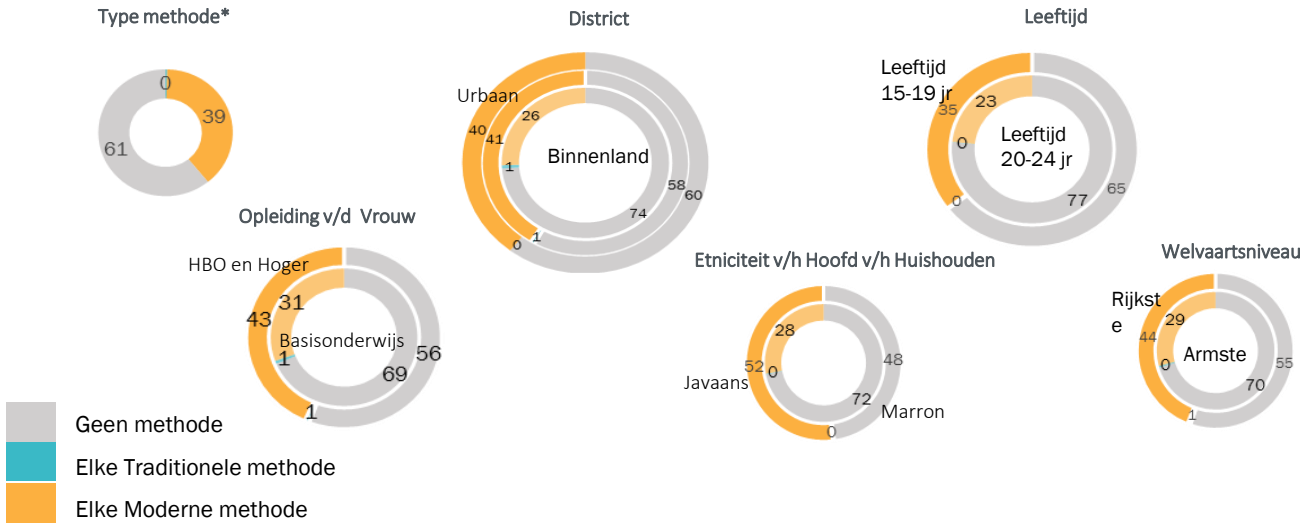 Type methode*
0
39
61
District
Urbaan
40
41
26
Binnenland
1
58
60
74
1
0
Leeftijd
Leeftijd
15-19 jr
35
23
0
Leeftijd
20-24 jr
0
77
65
Opleiding v/d Vrouw
HBO en Hoger
43
31
Basisonderwijs
1
56
69
1
Etniciteit v/h Hoofd v/h Huishouden
28
52
0
48
Javaans
72
Marron
0
Welvaartsniveau
Rijkst
e
44
29
Armste
0
55
70
1
Geen methode
Elke Traditionele methode
Elke Moderne methode